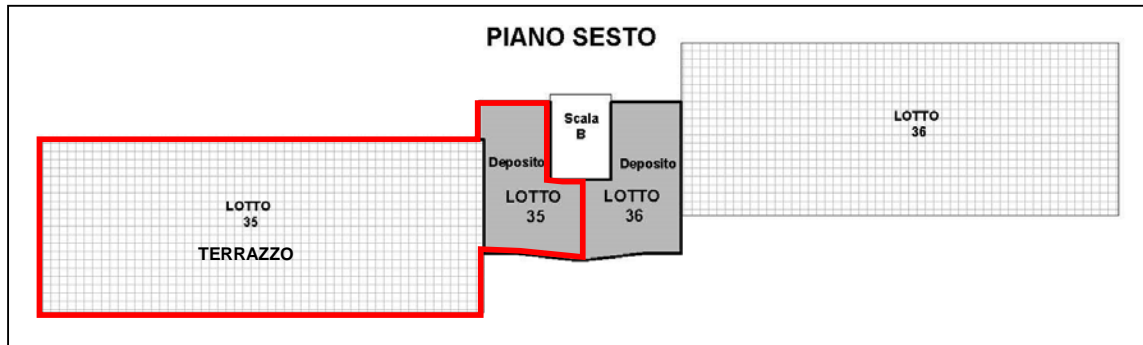 PIANO SESTO
LOTTO
36
Scala
B
Deposito
Deposito
LOTTO
35
LOTTO
36
LOTTO
35
TERRAZZO